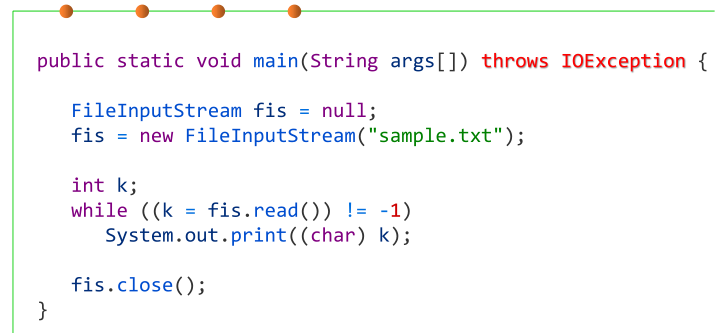 public static void main(String args[]) throws IOException {
FileInputStream fis = null;
fis = new FileInputStream("sample.txt");
int k;
while ((k = fis.read()) != -1)
System.out.print((char) k);
fis.close();
}